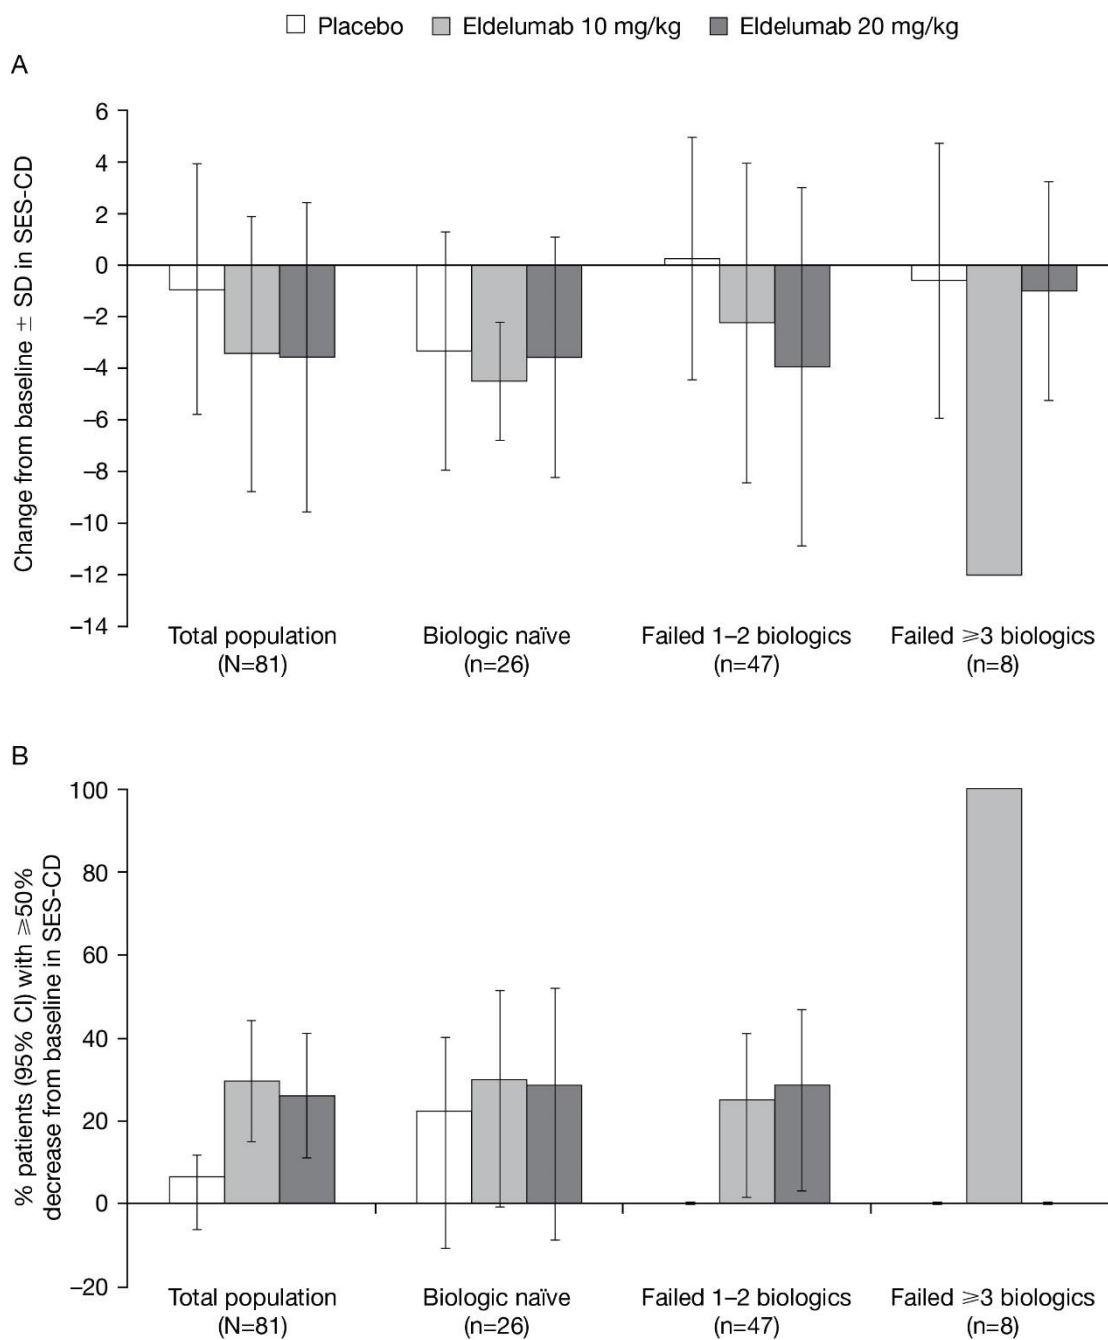 Placebo Eldelumab 10 mg/kg Eldelumab 20 mg/kg
A
Change from baseline ± SD in SES-CD
6
4
2
0
−2
−4
−6
−8
−10
−12
−14
Total population Biologic naïve Failed 1–2 biologics Failed ⩾3 biologics
(N=81) (n=26) (n=47) (n=8)
B
% patients (95% CI) with ⩾50%
decrease from baseline in SES-CD
100
80
60
40
20
0
−20
Total population Biologic naïve Failed 1–2 biologics Failed ⩾3 biologics
(N=81) (n=26) (n=47) (n=8)